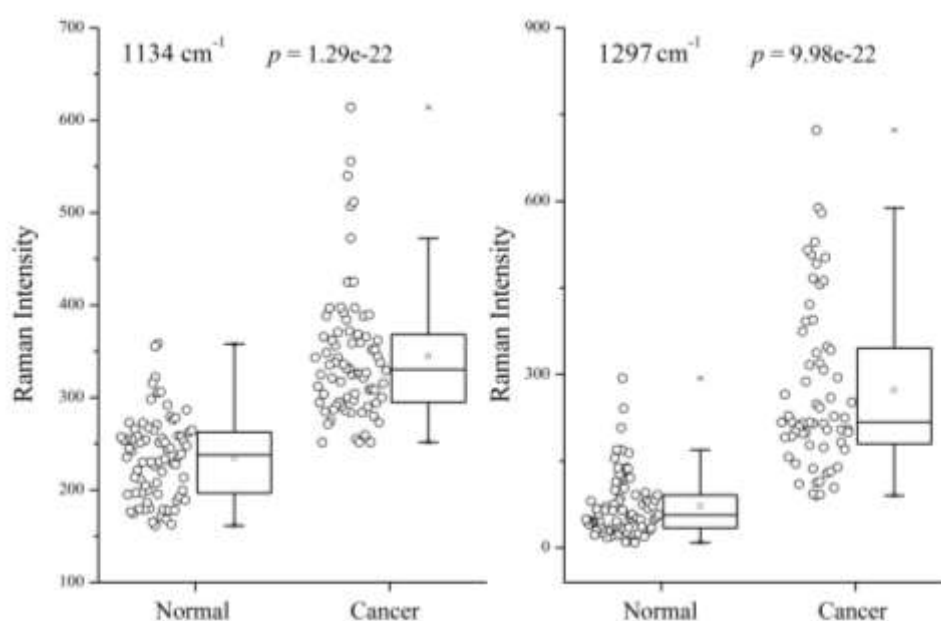 1134 cm⁻¹ p = 1.29e-22
Raman Intensity
700
600
500
400
300
200
100
Normal Cancer
1297 cm⁻¹ p = 9.98e-22
Raman Intensity
900
600
300
0
Normal Cancer